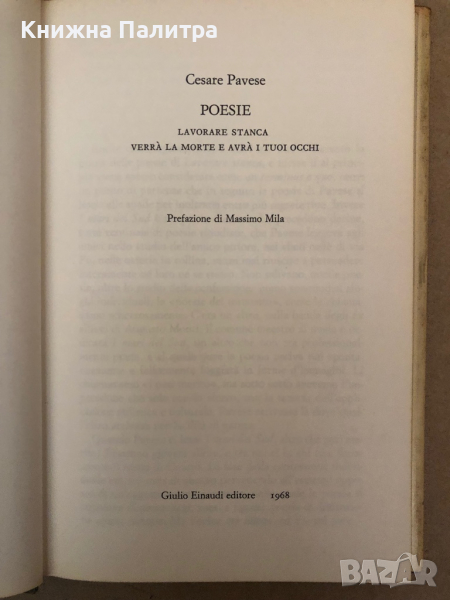 Книжна Палитра
Cesare Pavese
POESIE
LAVORARE STANCA
VERRÀ LA MORTE E AVRÀ I TUOI OCCHI
Prefazione di Massimo Mila
Giulio Einaudi editore 1968
BAZAR